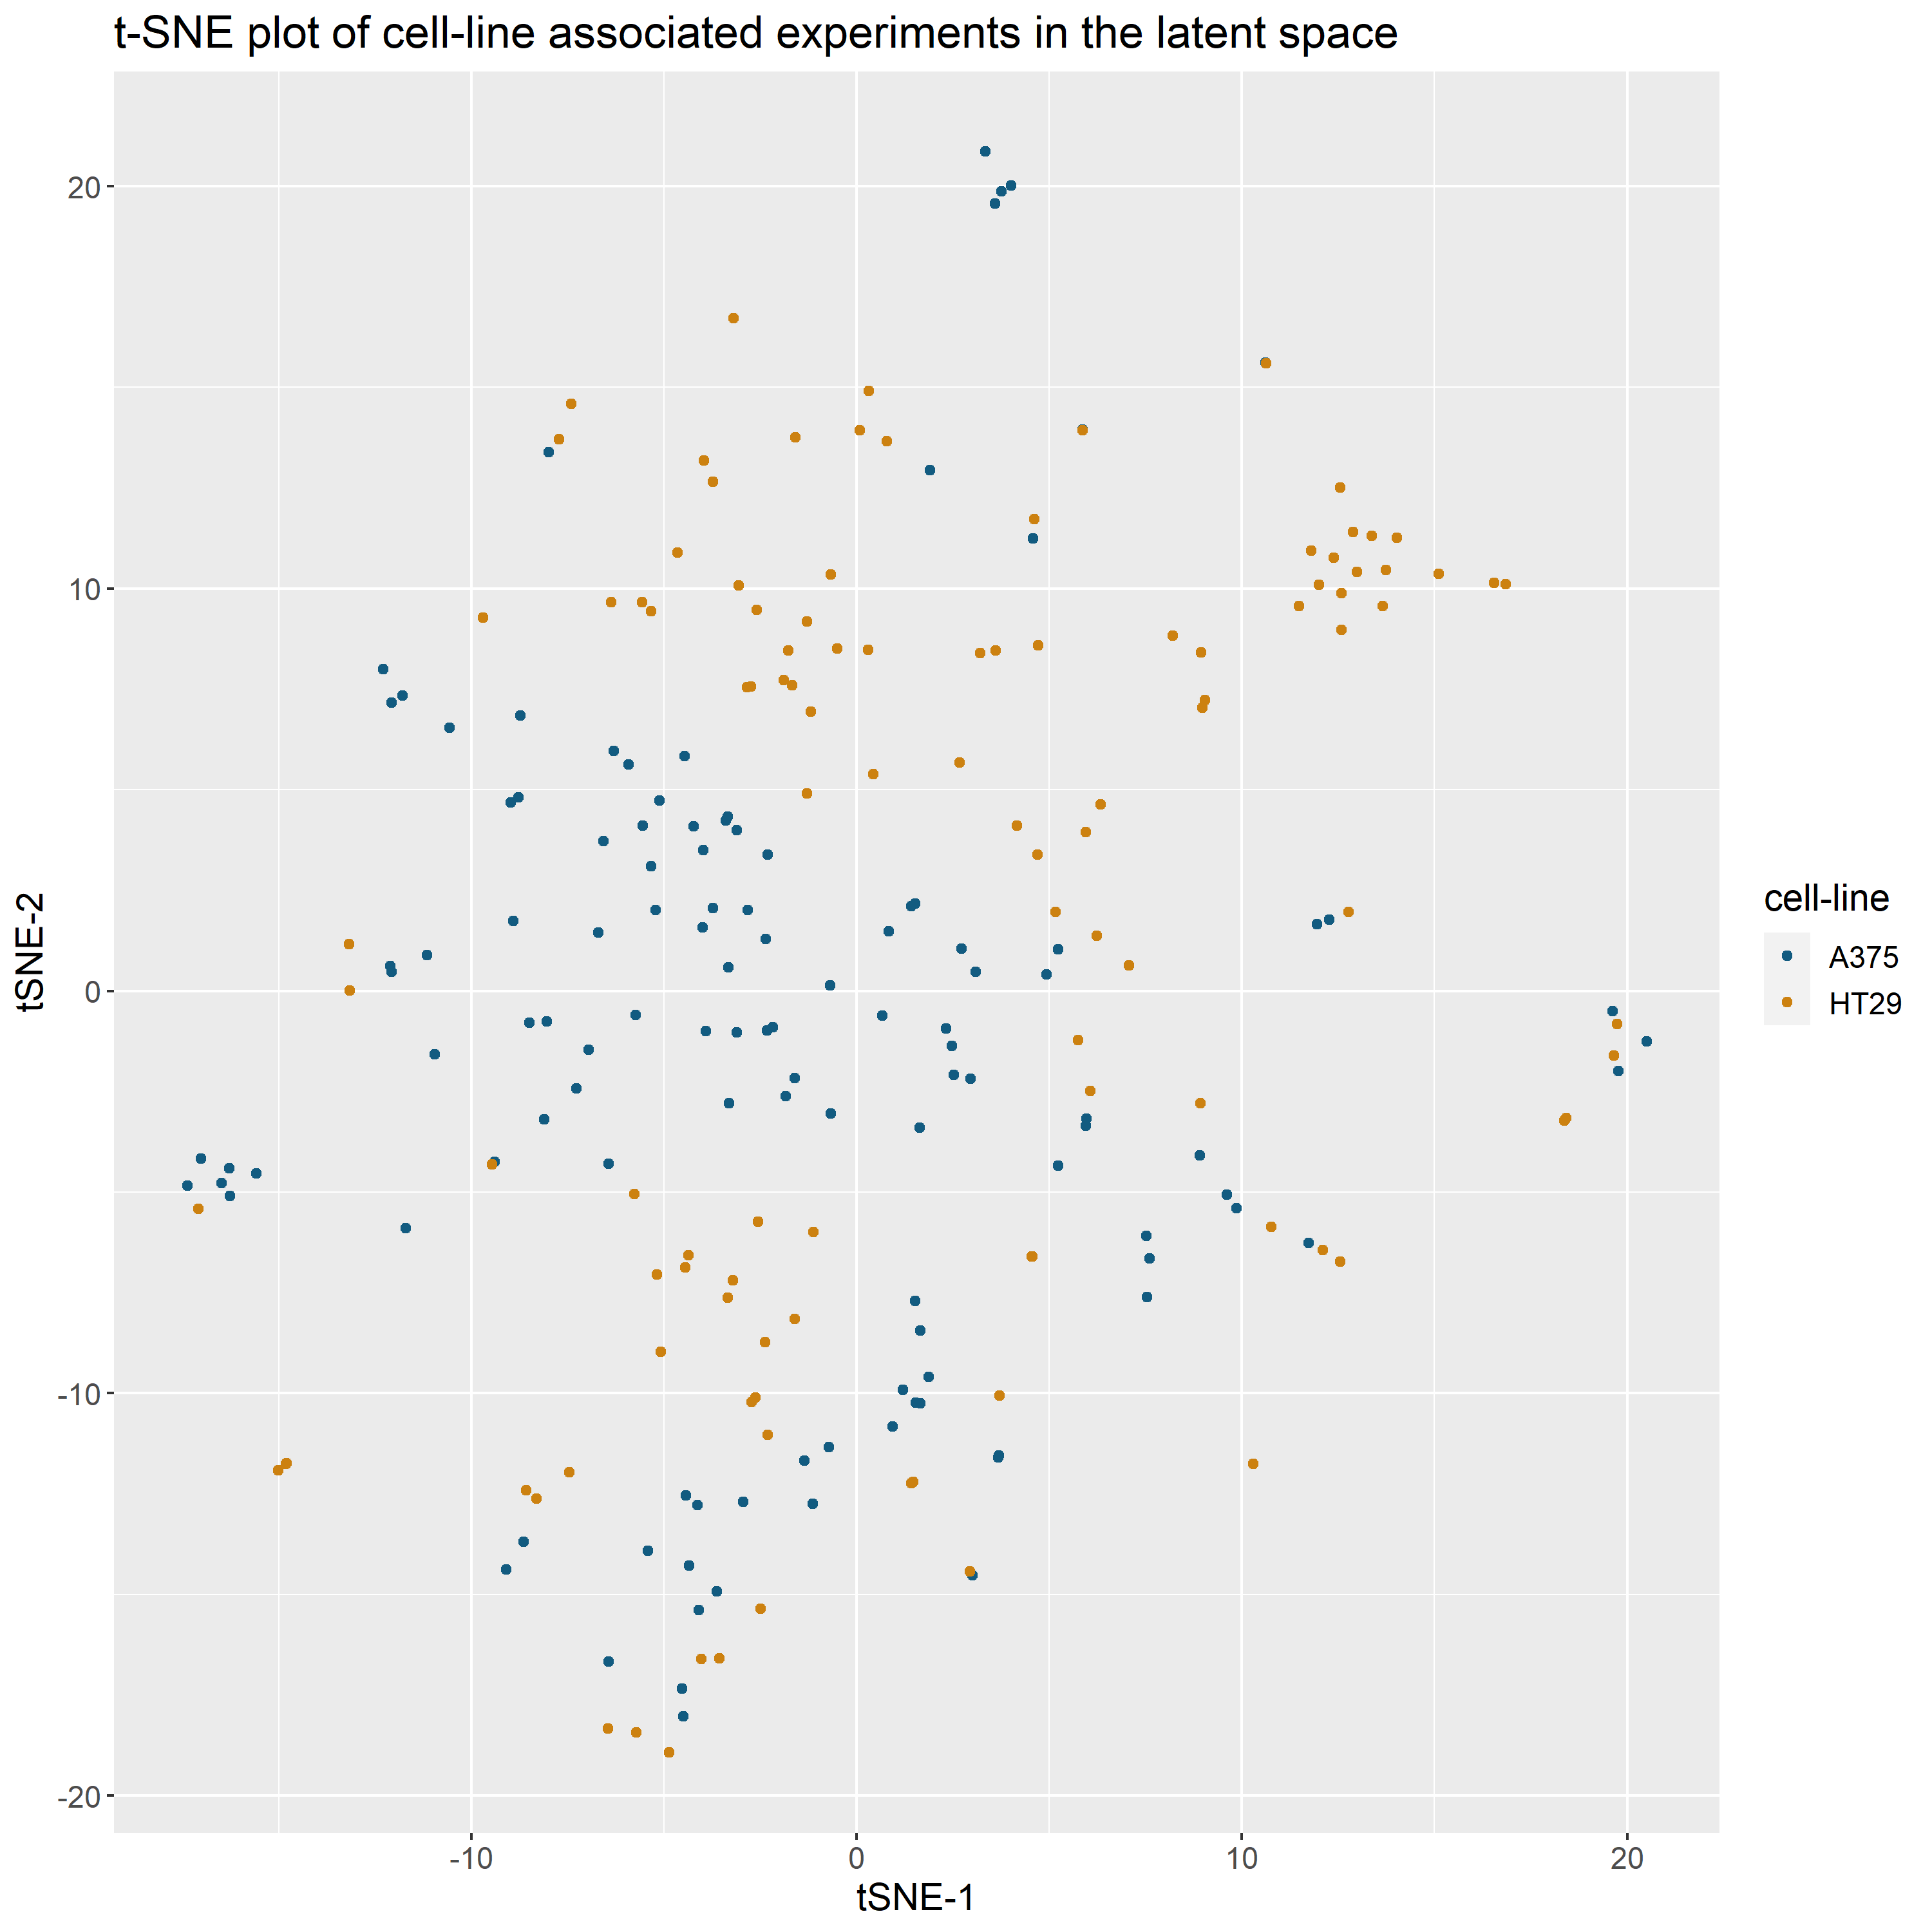 t-SNE plot of cell-line associated experiments in the latent space
20
10
0
-10
-20
tSNE-2
-10
0
10
20
tSNE-1
cell-line
A375
HT29